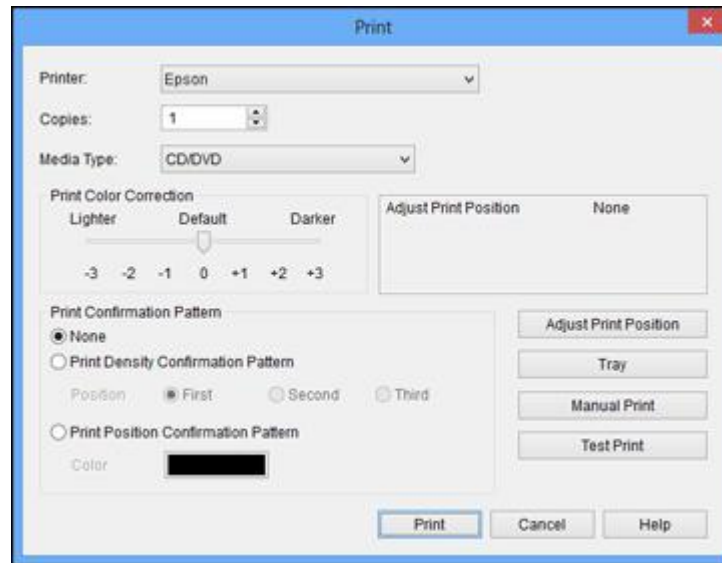 Print
Printer: Epson
Copies: 1
Media Type: CD/DVD
Print Color Correction
Lighter Default Darker
-3 -2 -1 0 +1 +2 +3
Adjust Print Position None
Print Confirmation Pattern
None
Print Density Confirmation Pattern
Position First Second Third
Print Position Confirmation Pattern
Color
Adjust Print Position
Tray
Manual Print
Test Print
Print Cancel Help